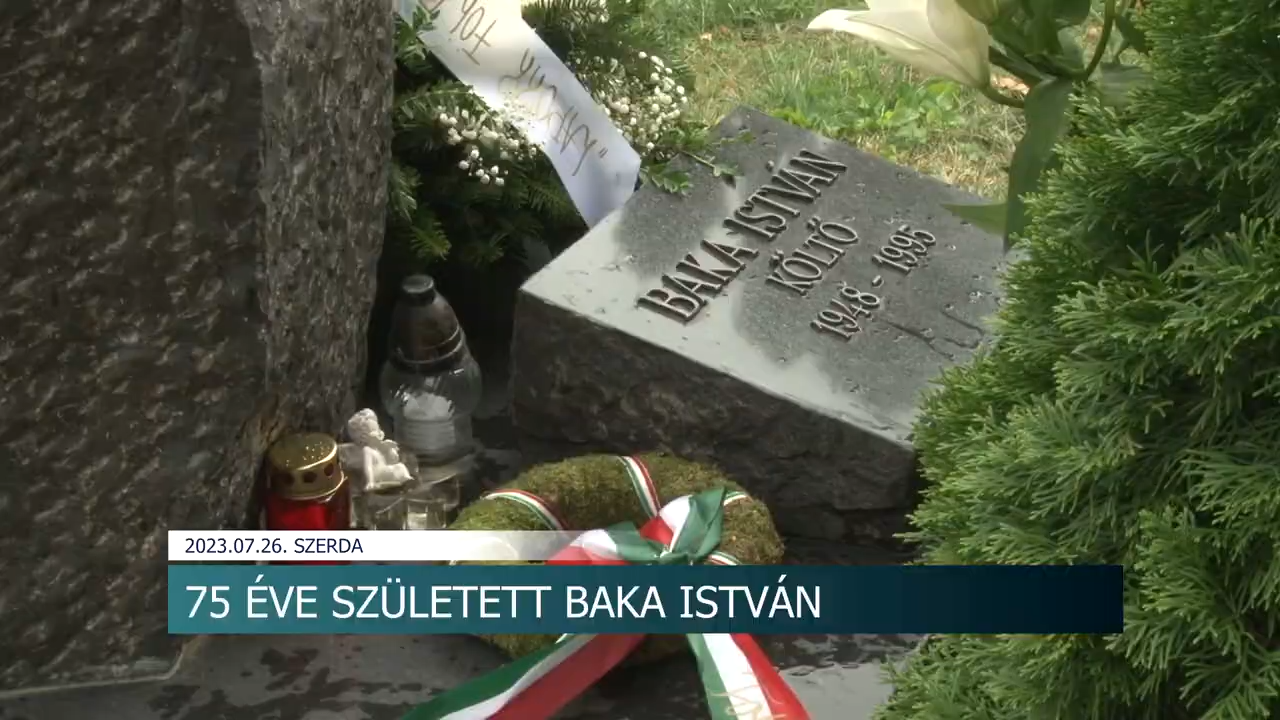 BAKA ISTVÁN
KÖLTŐ
1948-1995
2023.07.26. SZERDA
75 ÉVE SZÜLETETT BAKA ISTVÁN